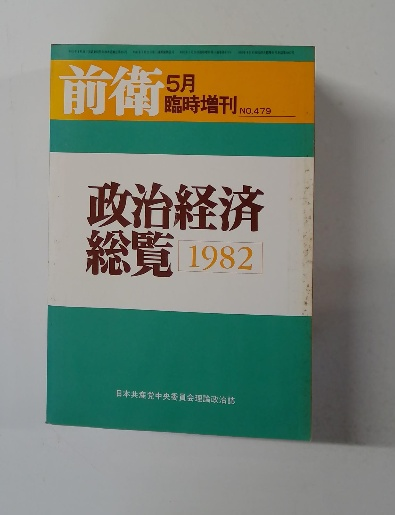 前衛
5月
臨時増刊 NO.479
政治経済
総覧 1982
日本共産党中央委員会理論政治誌